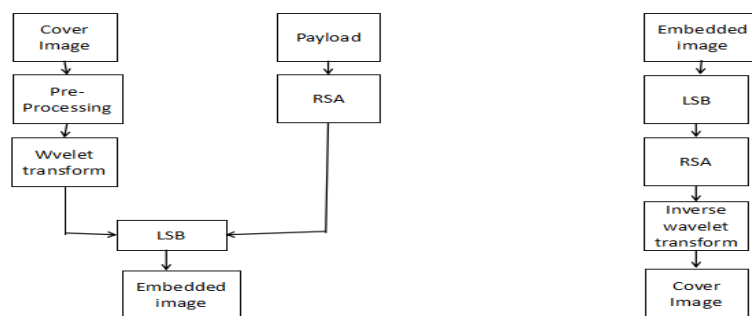 Cover
Image
Pre-
Processing
Wvelet
transform
Payload
RSA
LSB
Embedded
image
Embedded
image
LSB
RSA
Inverse
wavelet
transform
Cover
Image